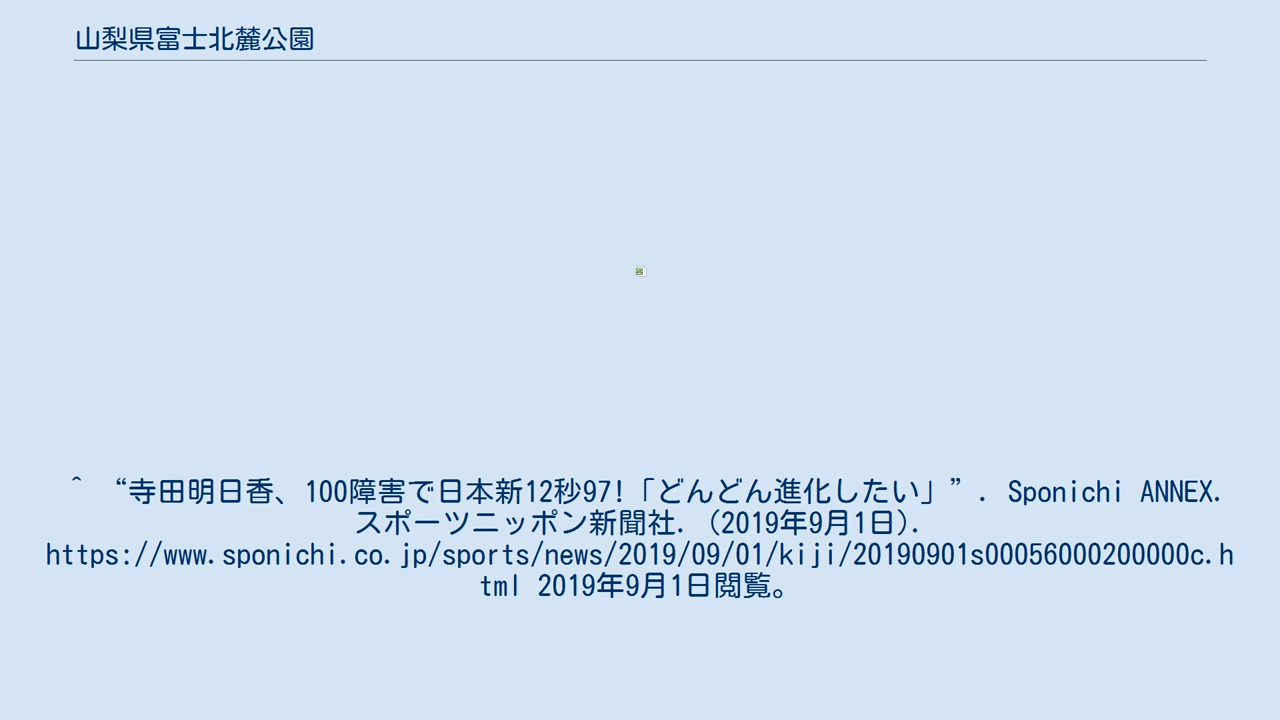 山梨県富士北麓公園
^ “寺田明日香、100障害で日本新12秒97!「どんどん進化したい」”. Sponichi ANNEX.
スポーツニッポン新聞社. (2019年9月1日).
https://www.sponichi.co.jp/sports/news/2019/09/01/kiji/20190901s00056000200000c.h
tml 2019年9月1日閲覧。